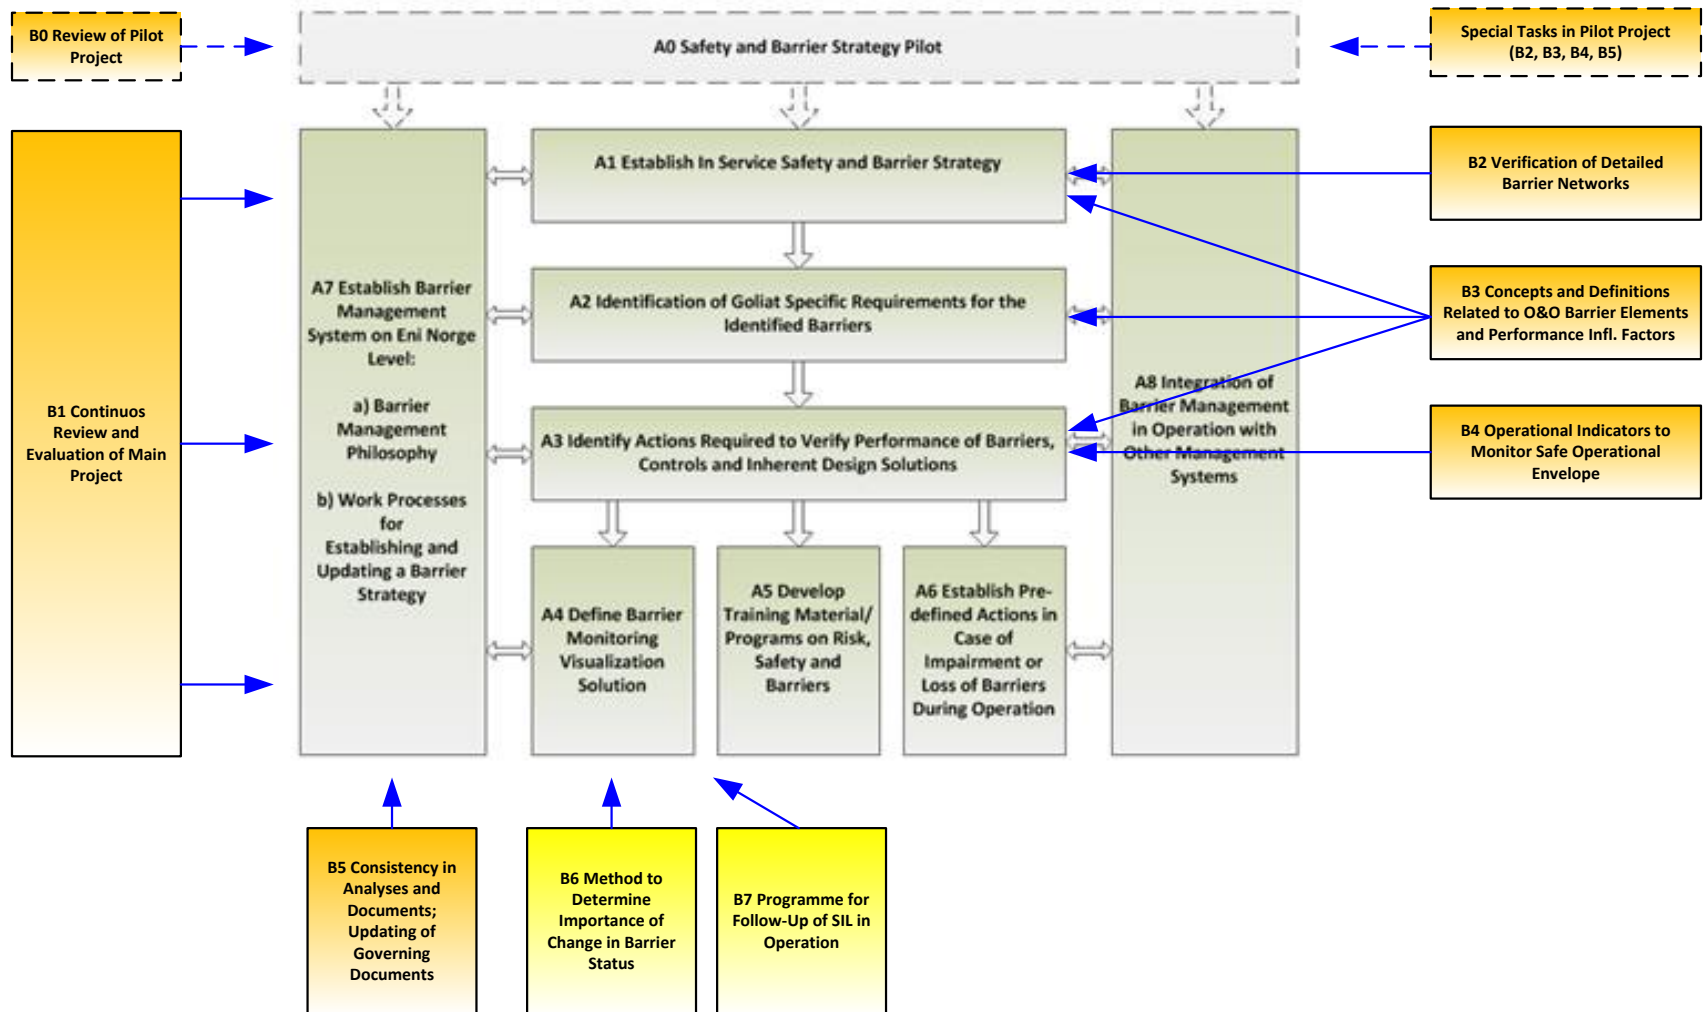 B0 Review of Pilot
Project
A0 Safety and Barrier Strategy Pilot
Special Tasks in Pilot Project
(B2, B3, B4, B5)
B1 Continuos
Review and
Evaluation of Main
Project
A7 Establish Barrier
Management
System on Eni Norge
Level:
a) Barrier
Management
Philosophy
b) Work Processes
for
Establishing and
Updating a Barrier
Strategy
A1 Establish In Service Safety and Barrier Strategy
A2 Identification of Goliat Specific Requirements for the
Identified Barriers
A3 Identify Actions Required to Verify Performance of Barriers,
Controls and Inherent Design Solutions
A4 Define Barrier
Monitoring
Visualization
Solution
A5 Develop
Training Material/
Programs on Risk,
Safety and
Barriers
A6 Establish Pre-
defined Actions in
Case of
Impairment or
Loss of Barriers
During Operation
A8 Integration of
Barrier Management
in Operation with
Other Management
Systems
B2 Verification of Detailed
Barrier Networks
B3 Concepts and Definitions
Related to O&O Barrier Elements
and Performance Infl. Factors
B4 Operational Indicators to
Monitor Safe Operational
Envelope
B5 Consistency in
Analyses and
Documents;
Updating of
Governing
Documents
B6 Method to
Determine
Importance of
Change in Barrier
Status
B7 Programme for
Follow-Up of SIL in
Operation